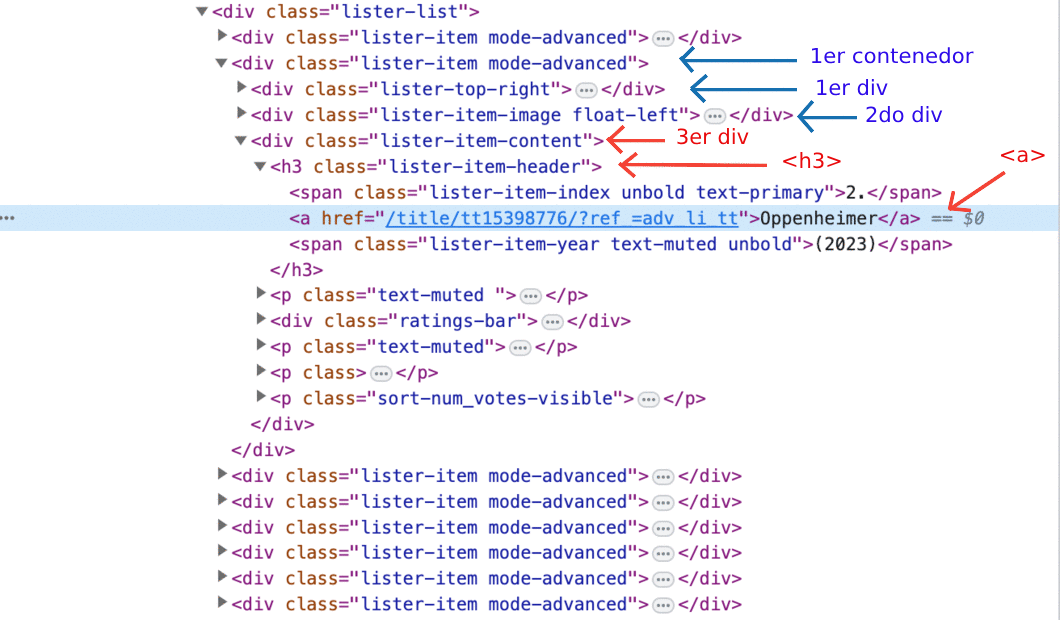 ▼<div class="lister-list">
▶<div class="lister-item mode-advanced">…</div>
▼<div class="lister-item mode-advanced"> 1er contenedor
▶<div class="lister-top-right">…</div> 1er div
▶<div class="lister-item-image float-left">…</div> 2do div
▼<div class="lister-item-content"> 3er div
▼<h3 class="lister-item-header"> <h3> <a>
<span class="lister-item-index unbold text-primary">2.</span>
…<a href="/title/tt15398776/?ref_=adv_li_tt">Oppenheimer</a> == $0
<span class="lister-item-year text-muted unbold">(2023)</span>
</h3>
▶<p class="text-muted ">…</p>
▶<div class="ratings-bar">…</div>
▶<p class="text-muted">…</p>
▶<p class>…</p>
▶<p class="sort-num_votes-visible">…</p>
</div>
</div>
▶<div class="lister-item mode-advanced">…</div>
▶<div class="lister-item mode-advanced">…</div>
▶<div class="lister-item mode-advanced">…</div>
▶<div class="lister-item mode-advanced">…</div>
▶<div class="lister-item mode-advanced">…</div>
▶<div class="lister-item mode-advanced">…</div>